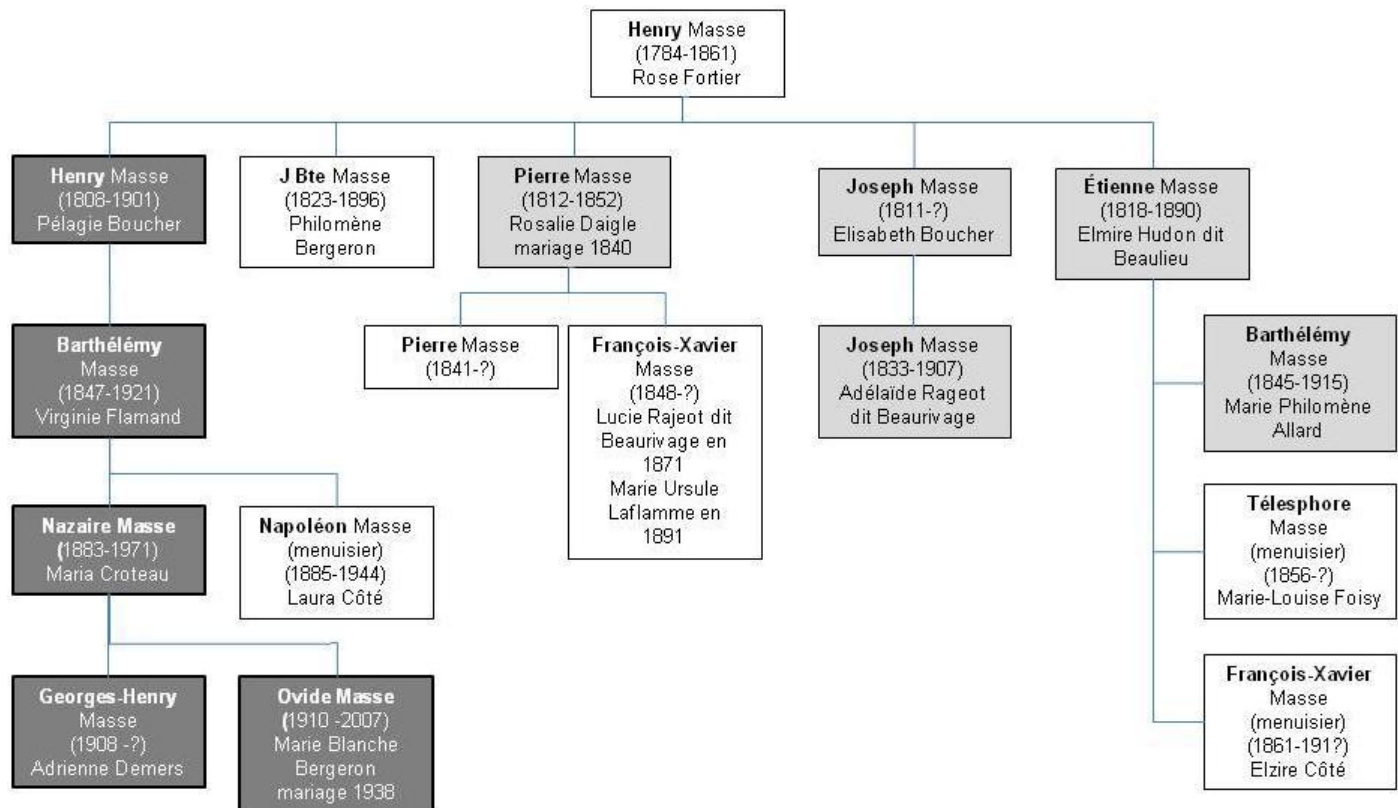 Henry Masse
(1784-1861)
Rose Fortier
Henry Masse
(1808-1901)
Pélagie Boucher
J Bte Masse
(1823-1896)
Philomène
Bergeron
Pierre Masse
(1812-1852)
Rosalie Daigle
mariage 1840
Joseph Masse
(1811-?)
Elisabeth Boucher
Étienne Masse
(1818-1890)
Elmire Hudon dit
Beaulieu
Barthélémy
Masse
(1847-1921)
Virginie Flamand
Pierre Masse
(1841-?)
François-Xavier
Masse
(1848-?)
Lucie Rajeot dit
Beaurivage en
1871
Marie Ursule
Laflamme en
1891
Joseph Masse
(1833-1907)
Adélaïde Rageot
dit Beaurivage
Barthélémy
Masse
(1845-1915)
Marie Philomène
Allard
Nazaire Masse
(1883-1971)
Maria Croteau
Napoléon Masse
(menuisier)
(1885-1944)
Laura Côté
Télesphore
Masse
(menuisier)
(1856-?)
Marie-Louise Foisy
Georges-Henry
Masse
(1908 -?)
Adrienne Demers
Ovide Masse
(1910 -2007)
Marie Blanche
Bergeron
mariage 1938
François-Xavier
Masse
(menuisier)
(1861-191?)
Elzire Côté